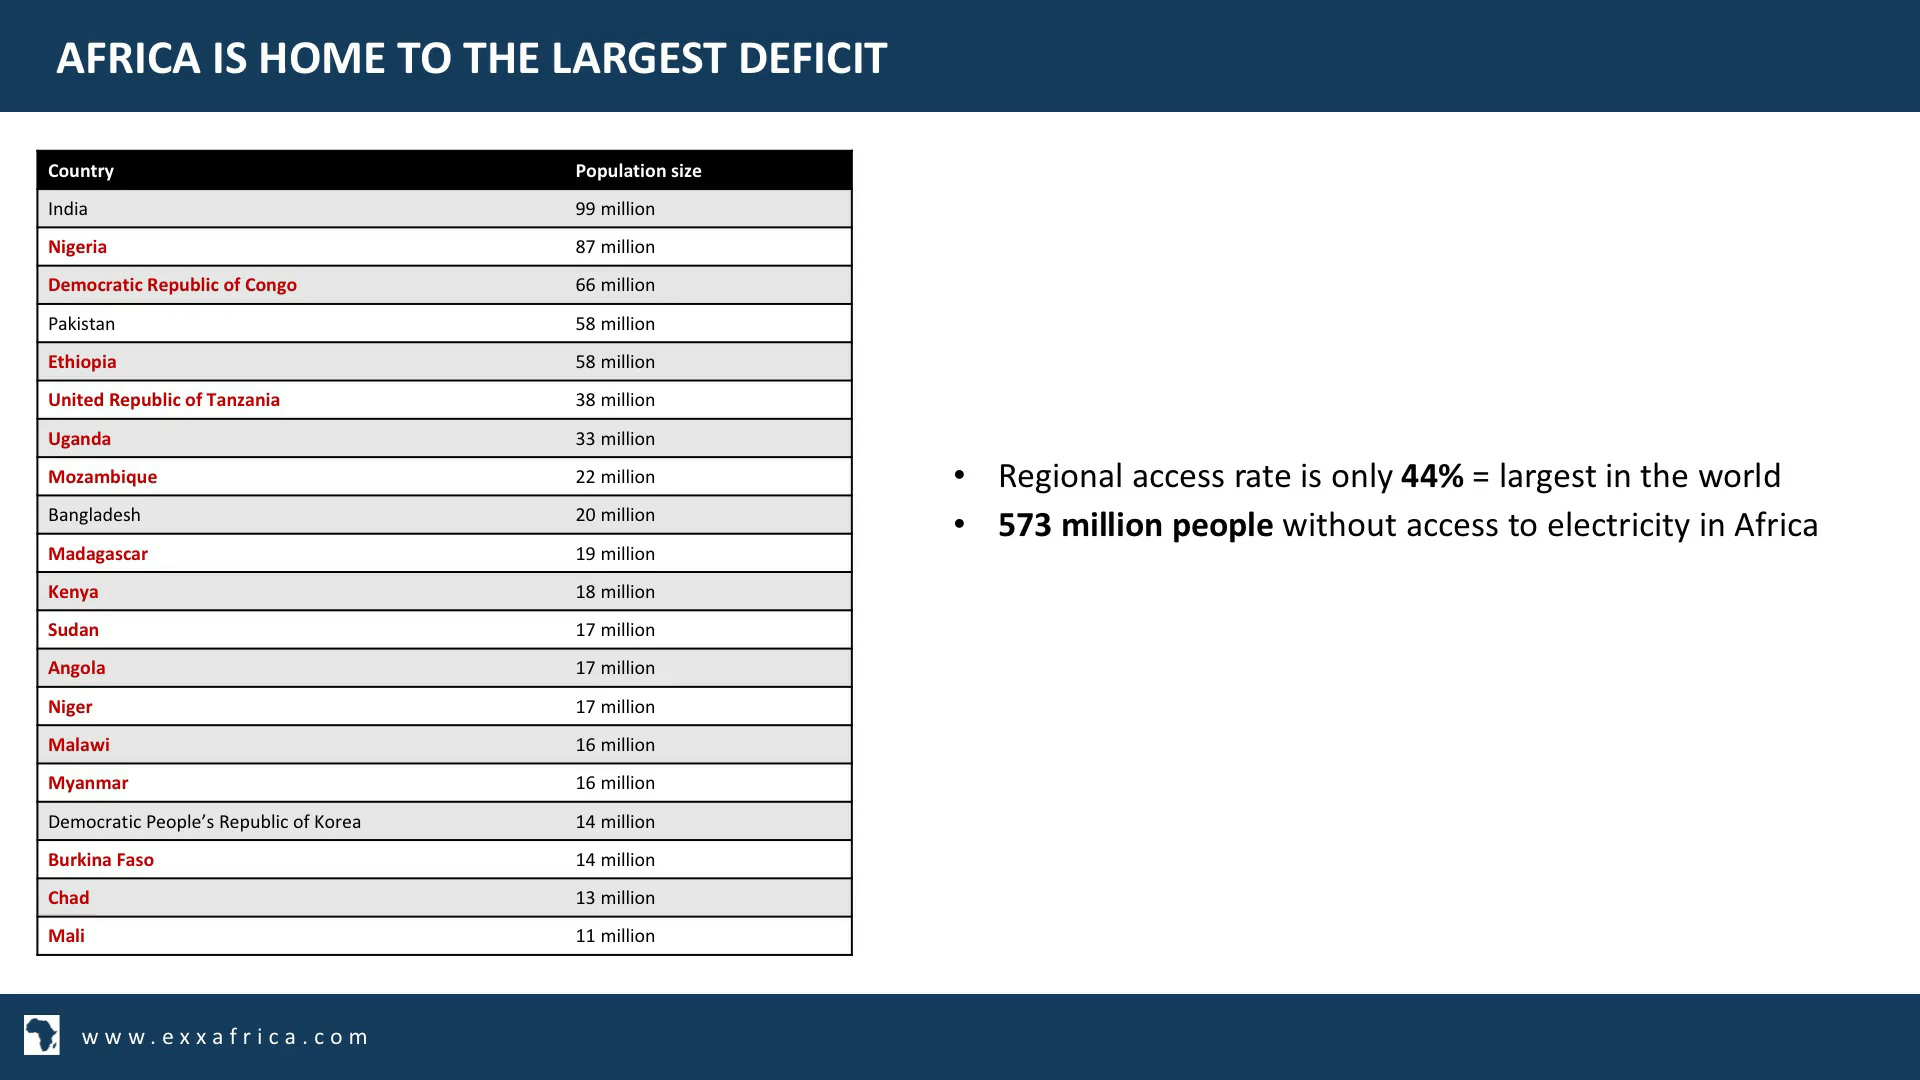 AFRICA IS HOME TO THE LARGEST DEFICIT
Country Population size
India 99 million
Nigeria 87 million
Democratic Republic of Congo 66 million
Pakistan 58 million
Ethiopia 58 million
United Republic of Tanzania 38 million
Uganda 33 million
Mozambique 22 million
Bangladesh 20 million
Madagascar 19 million
Kenya 18 million
Sudan 17 million
Angola 17 million
Niger 17 million
Malawi 16 million
Myanmar 16 million
Democratic People’s Republic of Korea 14 million
Burkina Faso 14 million
Chad 13 million
Mali 11 million
• Regional access rate is only 44% = largest in the world
• 573 million people without access to electricity in Africa
www.exxafrica.com